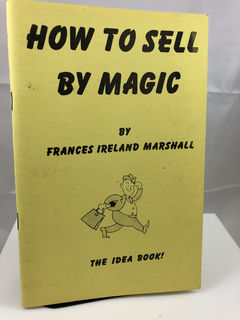 HOW TO SELL
BY MAGIC
BY
FRANCES IRELAND MARSHALL
THE IDEA BOOK!